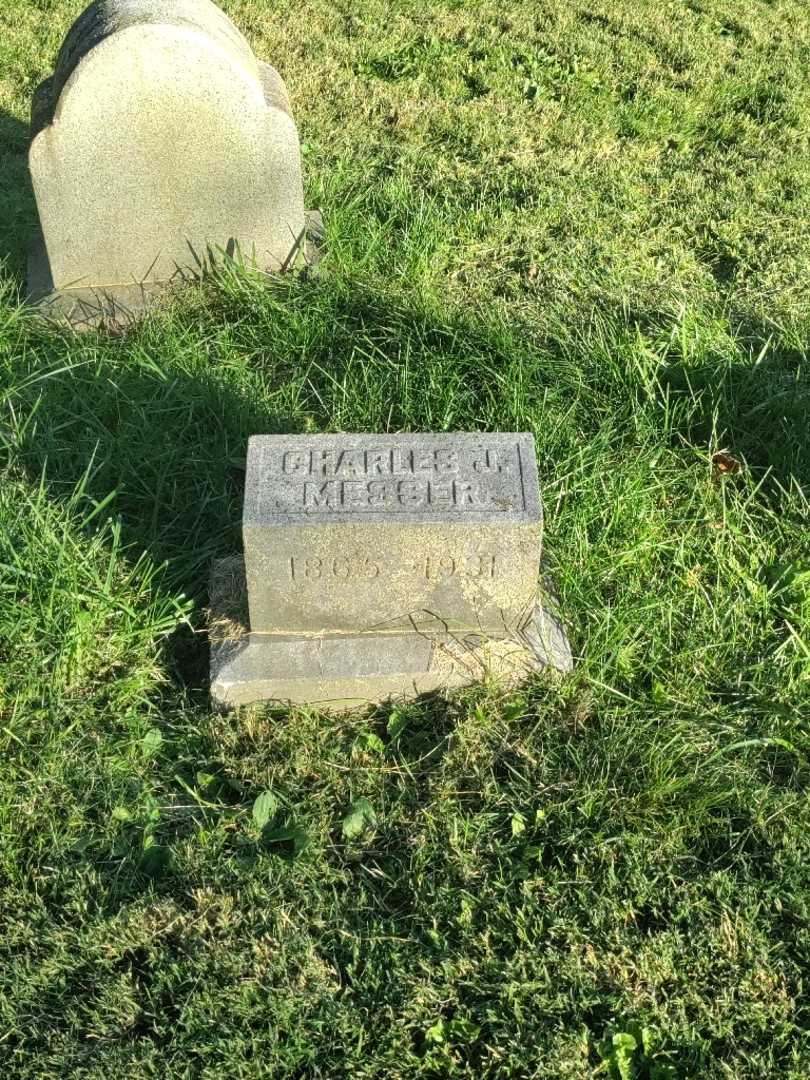 CHARLES J.
MESSER
1865 - 1931